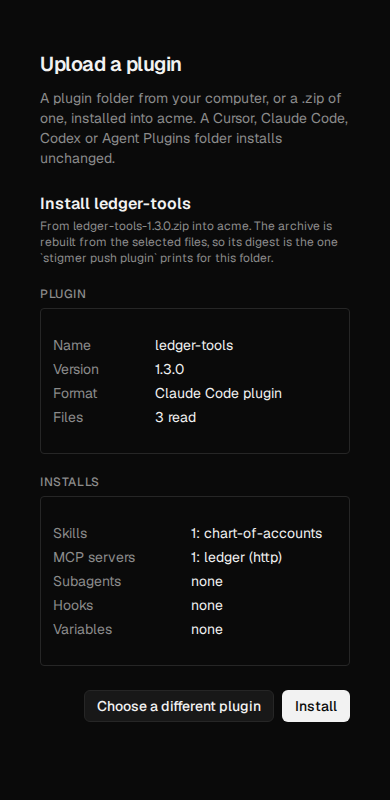 Upload a plugin
A plugin folder from your computer, or a .zip of
one, installed into acme. A Cursor, Claude Code,
Codex or Agent Plugins folder installs
unchanged.
Install ledger-tools
From ledger-tools-1.3.0.zip into acme. The archive is
rebuilt from the selected files, so its digest is the one
`stigmer push plugin` prints for this folder.
PLUGIN
Name ledger-tools
Version 1.3.0
Format Claude Code plugin
Files 3 read
INSTALLS
Skills 1: chart-of-accounts
MCP servers 1: ledger (http)
Subagents none
Hooks none
Variables none
Choose a different plugin Install